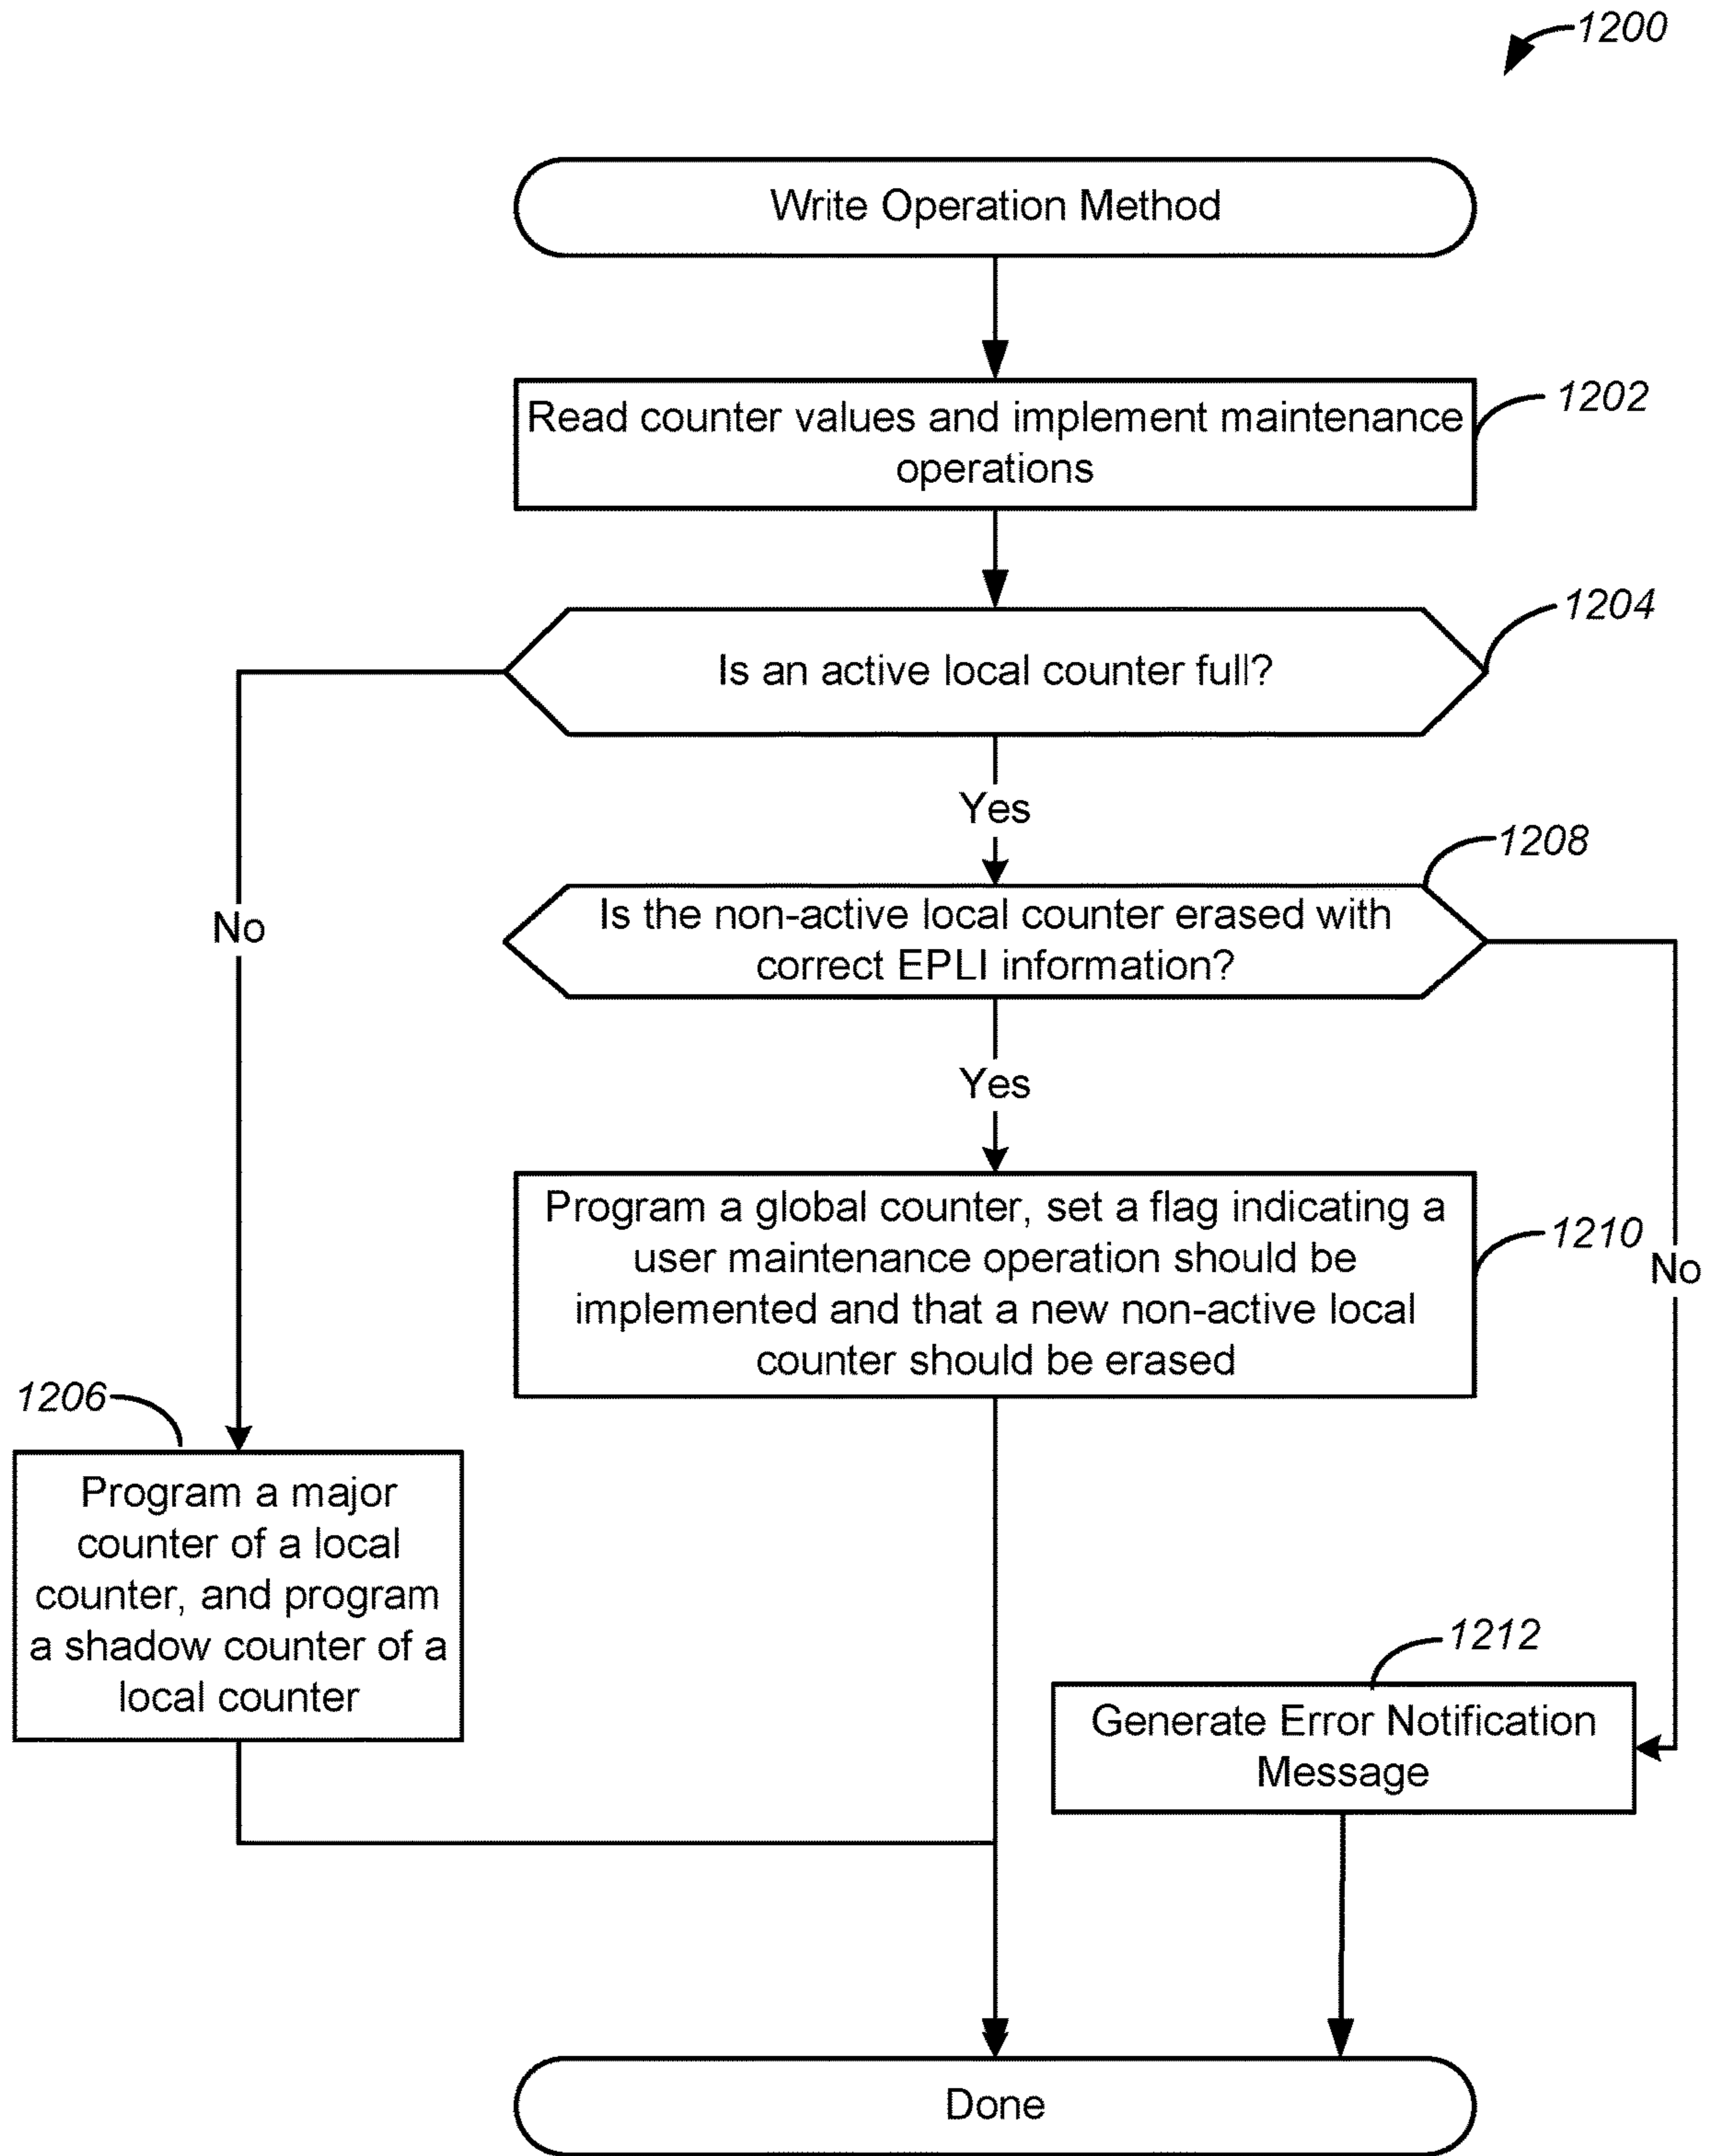 1200
Write Operation Method
Read counter values and implement maintenance
operations
1202
Is an active local counter full?
1204
Yes
No
Is the non-active local counter erased with
correct EPLI information?
1208
Yes
No
Program a global counter, set a flag indicating a
user maintenance operation should be
implemented and that a new non-active local
counter should be erased
1210
1206
Program a major
counter of a local
counter, and program
a shadow counter of a
local counter
1212
Generate Error Notification
Message
Done